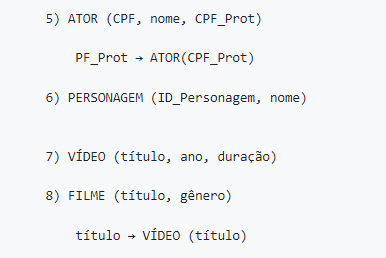 5) ATOR (CPF, nome, CPF_Prot)
PF_Prot → ATOR(CPF_Prot)
6) PERSONAGEM (ID_Personagem, nome)
7) VÍDEO (título, ano, duração)
8) FILME (título, gênero)
título → VÍDEO (título)